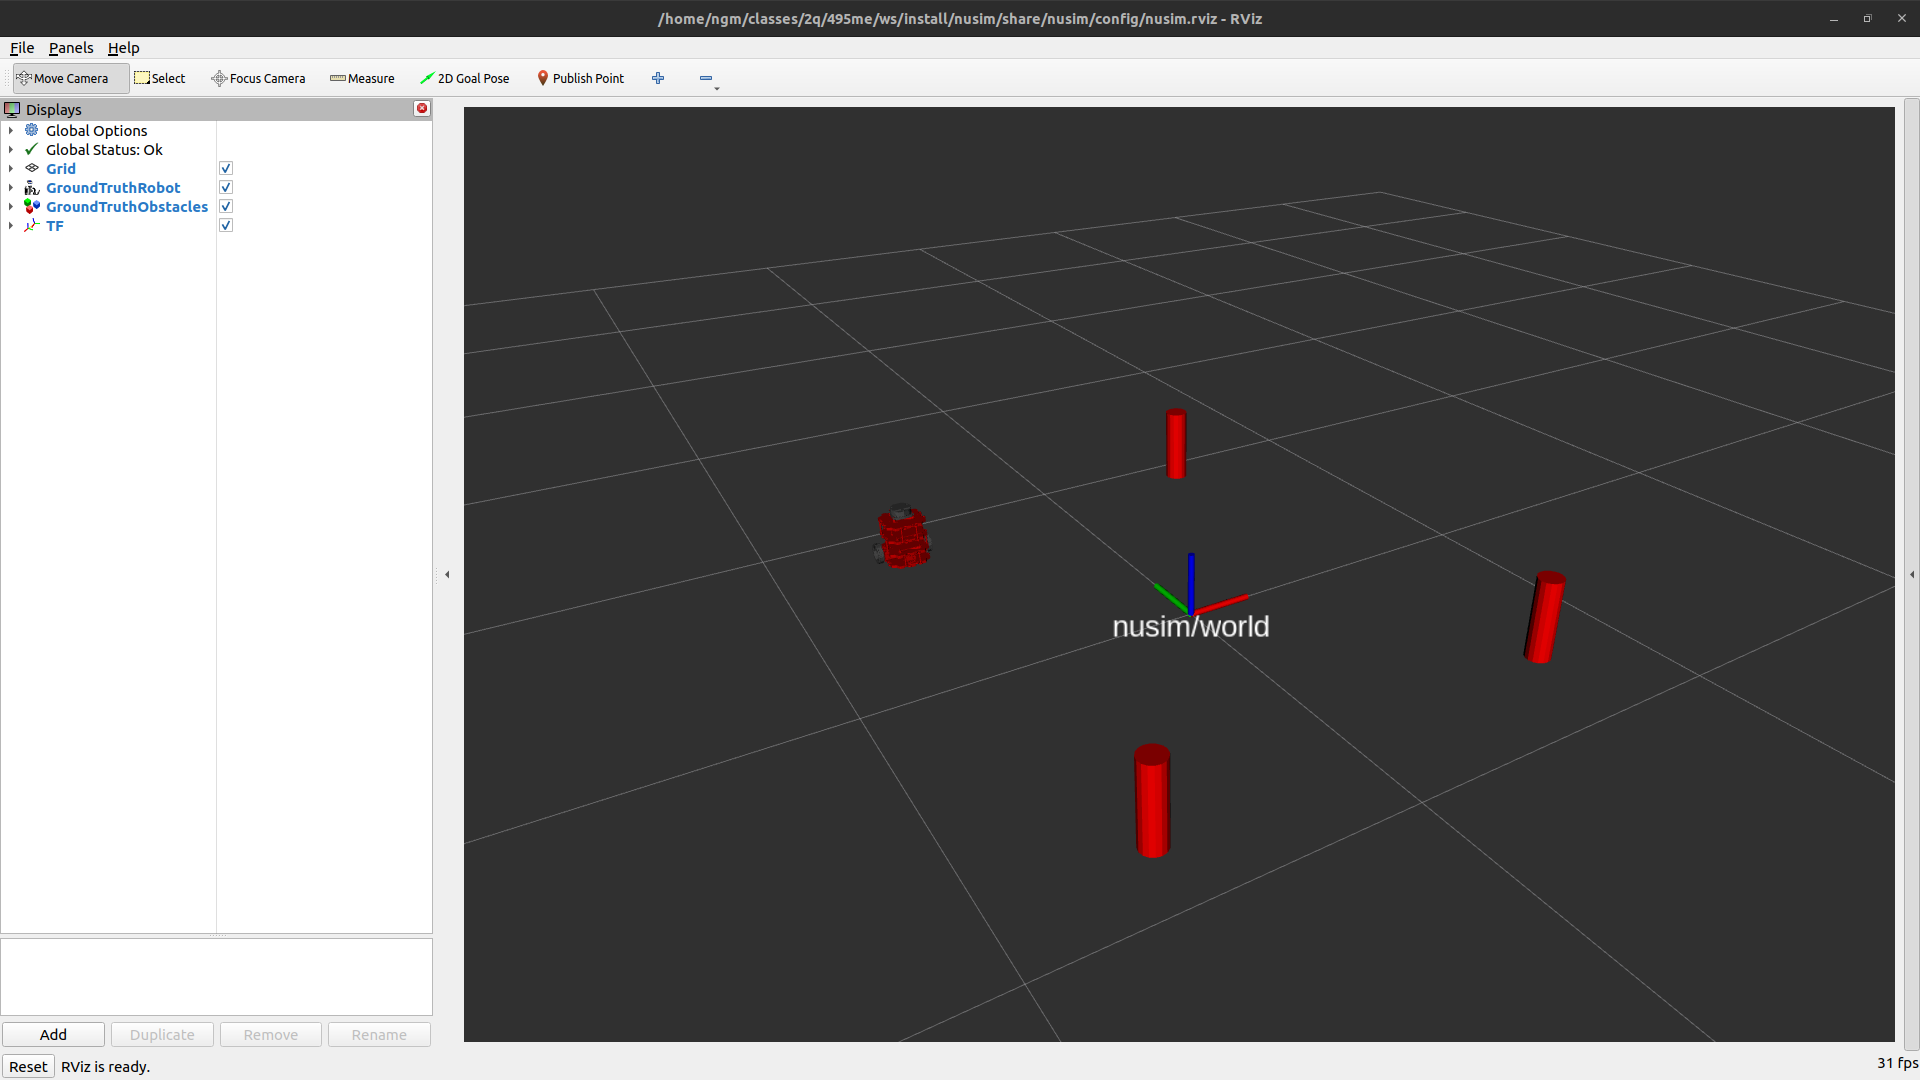 /home/ngm/classes/2q/495me/ws/install/nusim/share/nusim/config/nusim.rviz - RViz
File Panels Help
Move Camera Select Focus Camera Measure 2D Goal Pose Publish Point
Displays
Global Options
Global Status: Ok
Grid
GroundTruthRobot
GroundTruthObstacles
TF
nusim/world
Add Duplicate Remove Rename
Reset RViz is ready. 31 fps